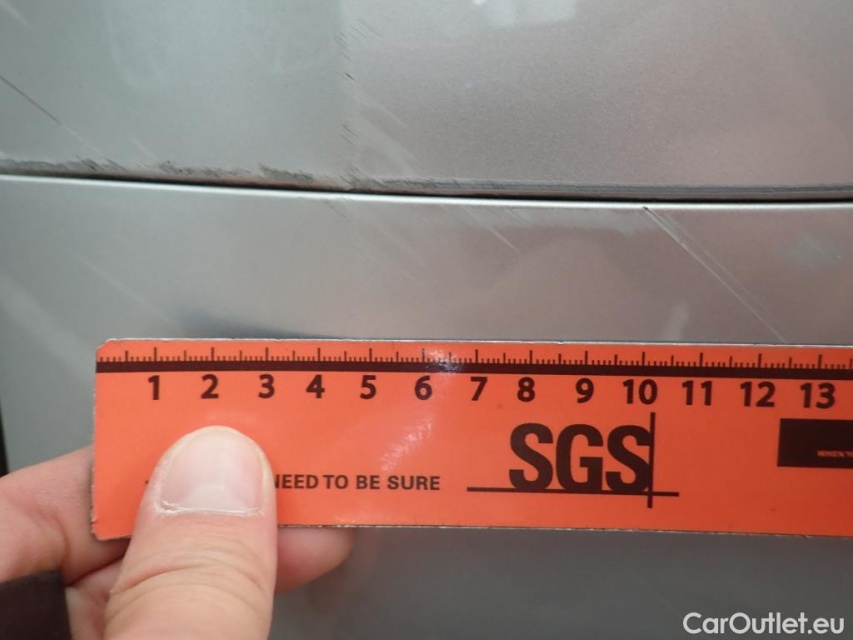 1 2 3 4 5 6 7 8 9 10 11 12 13
SGS
NEED TO BE SURE
CarOutlet.eu